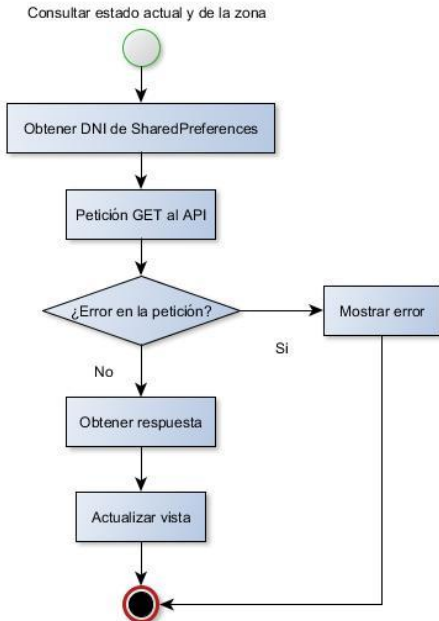 Consultar estado actual y de la zona
Obtener DNI de SharedPreferences
Petición GET al API
¿Error en la petición?
Mostrar error
Si
No
Obtener respuesta
Actualizar vista